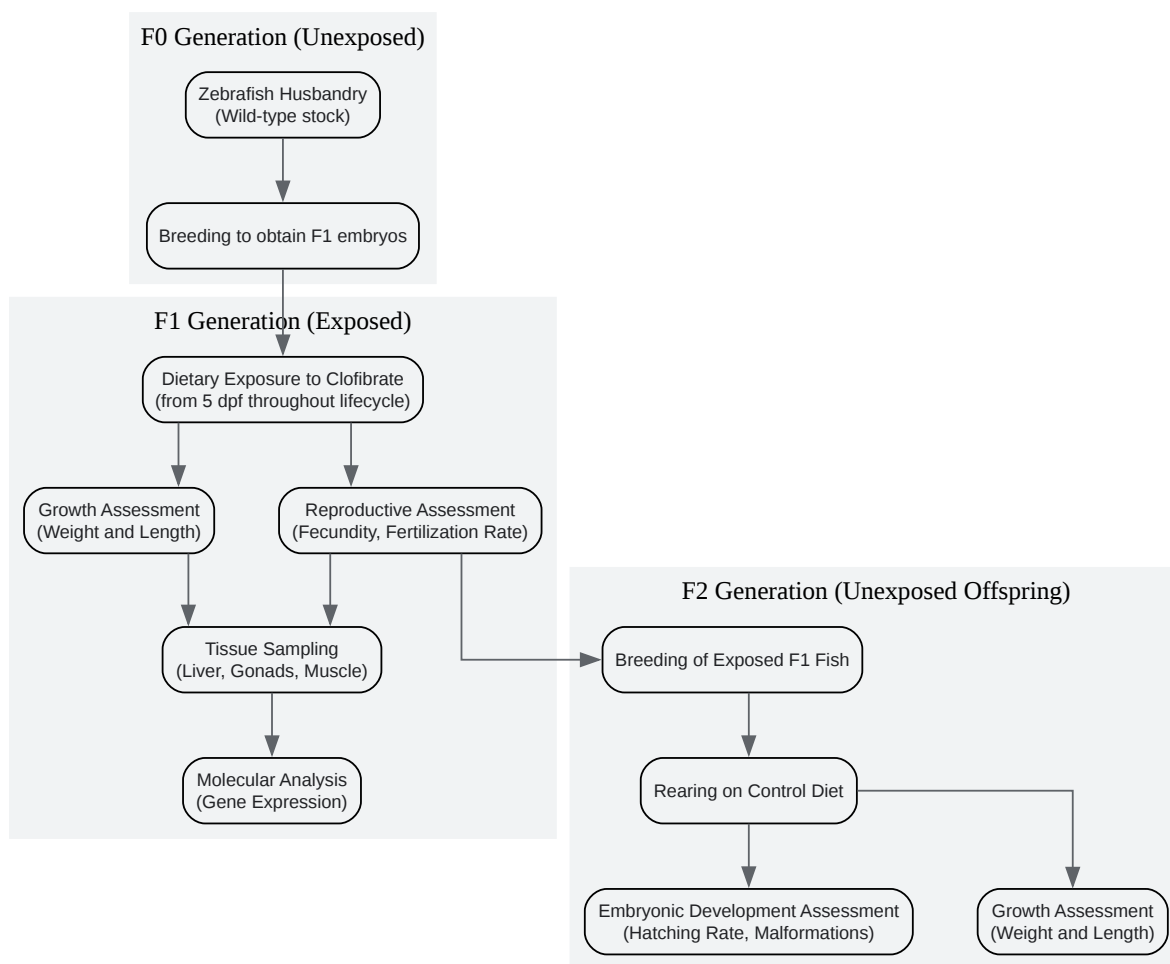 F0 Generation (Unexposed)
Zebrafish Husbandry
(Wild-type stock)
Breeding to obtain F1 embryos
F1 Generation (Exposed)
Dietary Exposure to Clofibrate
(from 5 dpf throughout lifecycle)
Growth Assessment
(Weight and Length)
Reproductive Assessment
(Fecundity, Fertilization Rate)
Tissue Sampling
(Liver, Gonads, Muscle)
Molecular Analysis
(Gene Expression)
F2 Generation (Unexposed Offspring)
Breeding of Exposed F1 Fish
Rearing on Control Diet
Embryonic Development Assessment
(Hatching Rate, Malformations)
Growth Assessment
(Weight and Length)